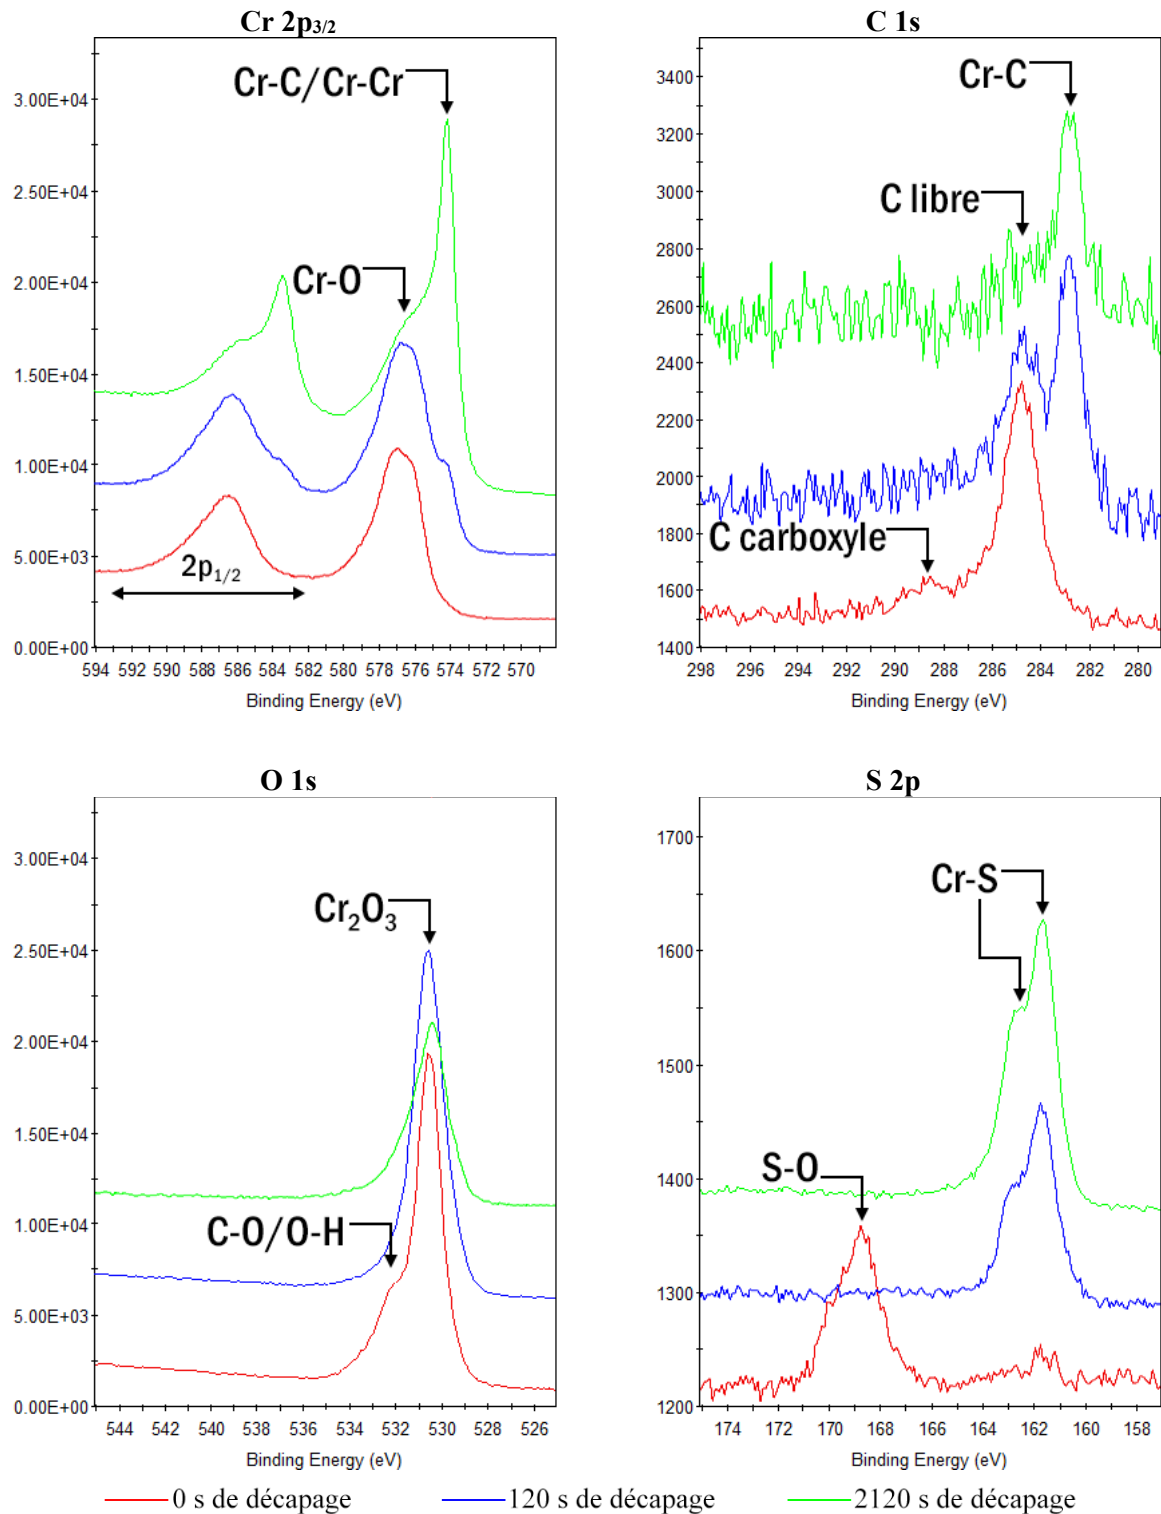 Cr 2p3/2
C 1s
Cr-C/Cr-Cr
Cr-O
2p1/2
3.00E+04
2.50E+04
2.00E+04
1.50E+04
1.00E+04
5.00E+03
0.00E+00
594 592 590 588 586 584 582 580 578 576 574 572 570
Binding Energy (eV)
Cr-C
C libre
C carboxyle
3400
3200
3000
2800
2600
2400
2200
2000
1800
1600
1400
298 296 294 292 290 288 286 284 282 280
Binding Energy (eV)
O 1s
S 2p
Cr2O3
C-O/O-H
3.00E+04
2.50E+04
2.00E+04
1.50E+04
1.00E+04
5.00E+03
0.00E+00
544 542 540 538 536 534 532 530 528 526
Binding Energy (eV)
Cr-S
S-O
1700
1600
1500
1400
1300
1200
174 172 170 168 166 164 162 160 158
Binding Energy (eV)
0 s de décapage
120 s de décapage
2120 s de décapage